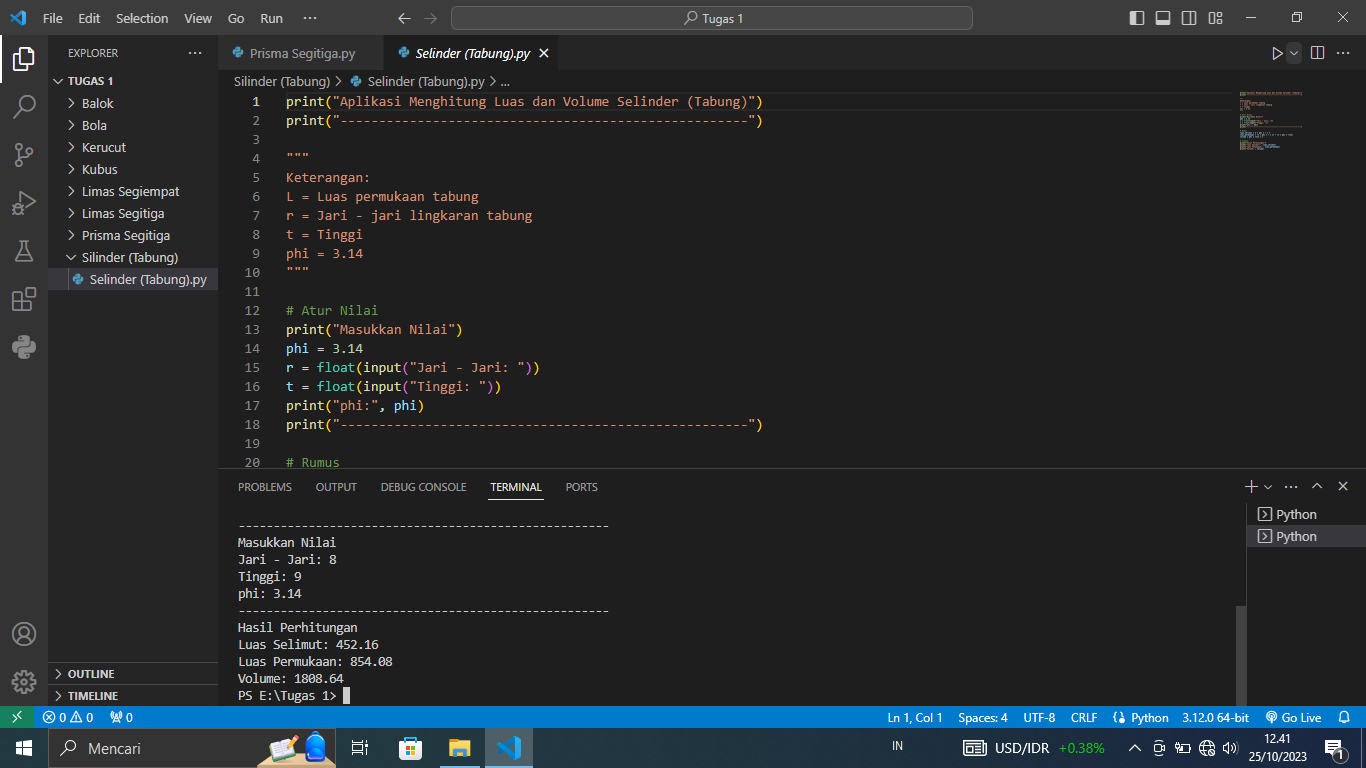 File Edit Selection View Go Run ··· Tugas 1
EXPLORER ···
TUGAS 1
Balok
Bola
Kerucut
Kubus
Limas Segiempat
Limas Segitiga
Prisma Segitiga
Silinder (Tabung)
Selinder (Tabung).py
OUTLINE
TIMELINE
Prisma Segitiga.py Selinder (Tabung).py
Silinder (Tabung) > Selinder (Tabung).py > ...
1 print("Aplikasi Menghitung Luas dan Volume Selinder (Tabung)")
2 print("-----------------------------------------------------")
3
4 """
5 Keterangan:
6 L = Luas permukaan tabung
7 r = Jari - jari lingkaran tabung
8 t = Tinggi
9 phi = 3.14
10 """
11
12 # Atur Nilai
13 print("Masukkan Nilai")
14 phi = 3.14
15 r = float(input("Jari - Jari: "))
16 t = float(input("Tinggi: "))
17 print("phi:", phi)
18 print("-----------------------------------------------------")
19
20 # Rumus
PROBLEMS OUTPUT DEBUG CONSOLE TERMINAL PORTS
-----------------------------------------------------
Masukkan Nilai
Jari - Jari: 8
Tinggi: 9
phi: 3.14
-----------------------------------------------------
Hasil Perhitungan
Luas Selimut: 452.16
Luas Permukaan: 854.08
Volume: 1808.64
PS E:\Tugas 1>
Python
Python
0 0 0 Ln 1, Col 1 Spaces: 4 UTF-8 CRLF Python 3.12.0 64-bit Go Live
Mencari IN USD/IDR +0.38% 12.41
25/10/2023
1